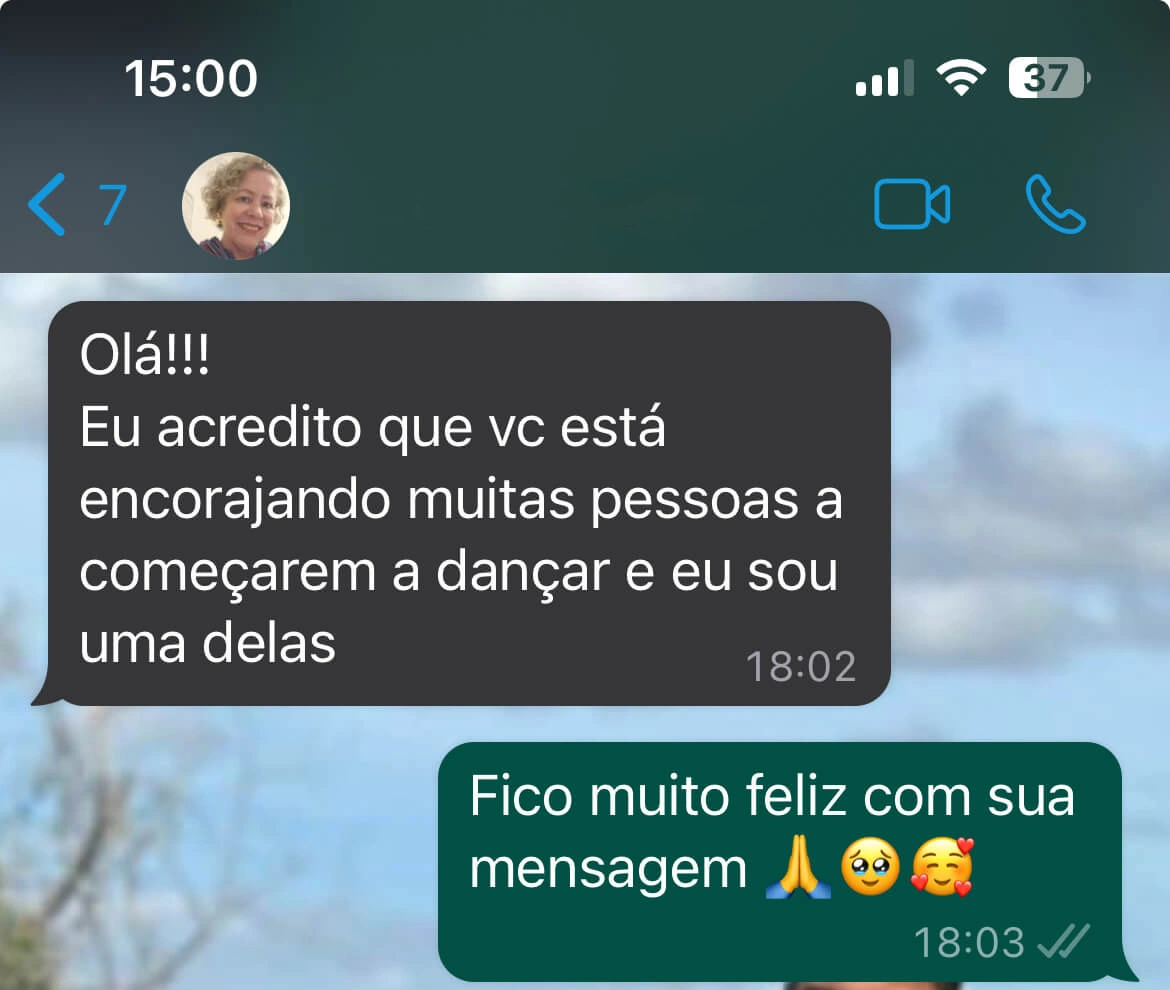 15:00
37
7
Olá!!!
Eu acredito que vc está
encorajando muitas pessoas a
começarem a dançar e eu sou
uma delas
18:02
Fico muito feliz com sua
mensagem 🙏🥹🥰
18:03